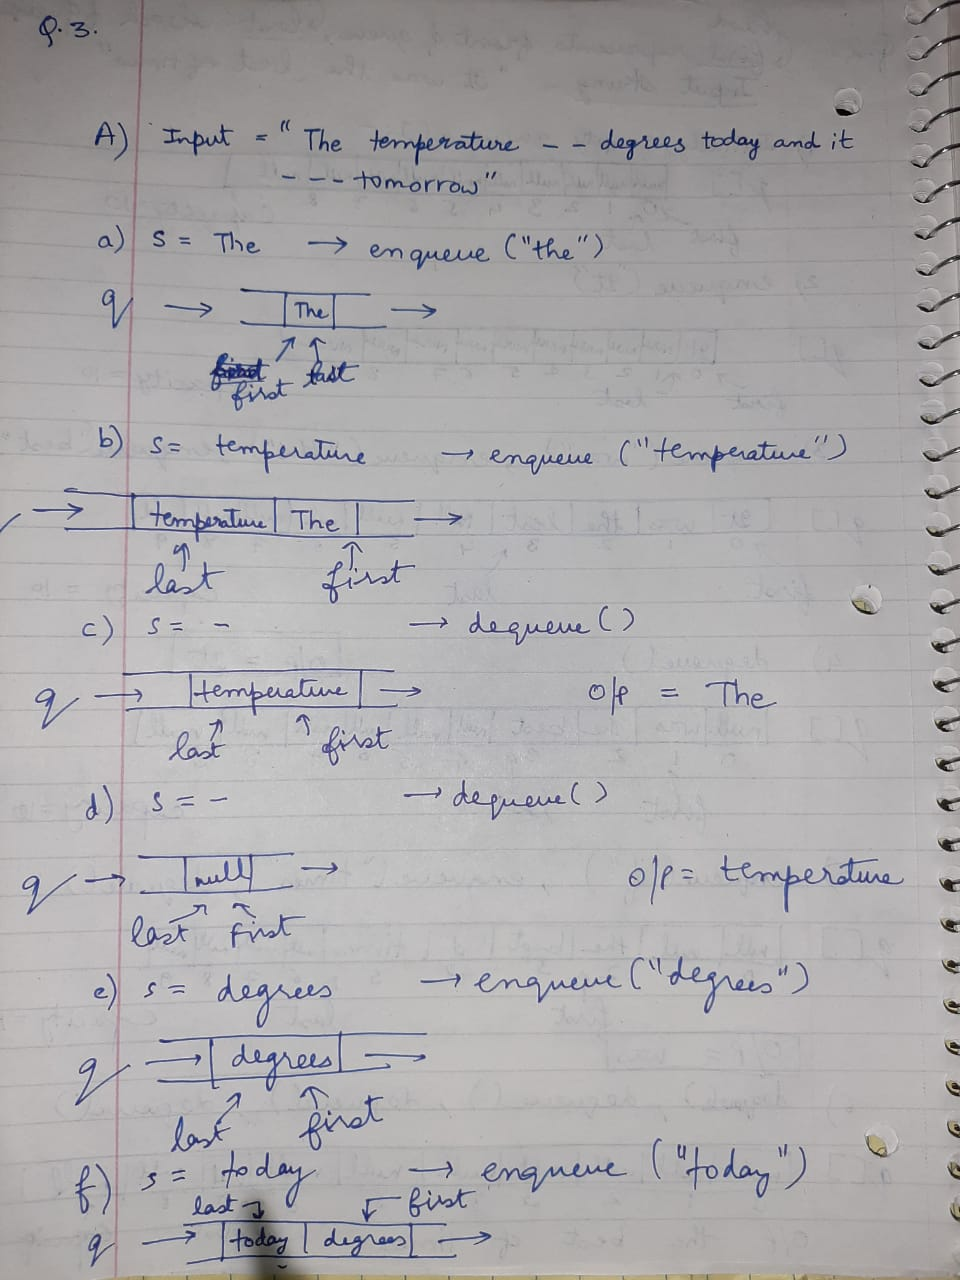 Q.3.
A) Input = "The temperature - - degrees today and it
- - - tomorrow"
a) s = The → enqueue ("the")
q → The →
first last
b) s = temperature → enqueue ("temperature")
→ temperature The →
last first
c) s = - → dequeue ()
q → temperature → o/p = The
last first
d) s = - → dequeue ()
q → null → o/p = temperature
last first
e) s = degrees → enqueue ("degrees")
q → degrees →
last first
f) s = today → enqueue ("today")
last first
q → today degrees →